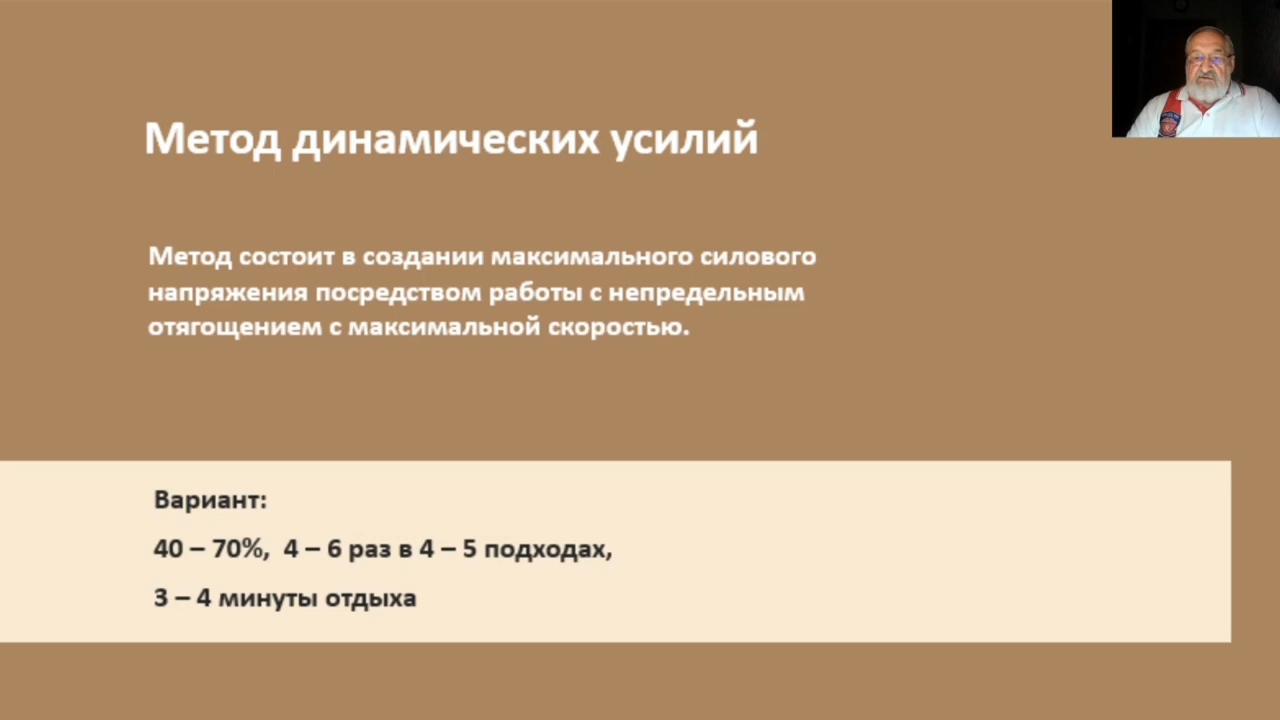 Метод динамических усилий
Метод состоит в создании максимального силового
напряжения посредством работы с непредельным
отягощением с максимальной скоростью.
Вариант:
40 – 70%, 4 – 6 раз в 4 – 5 подходах,
3 – 4 минуты отдыха